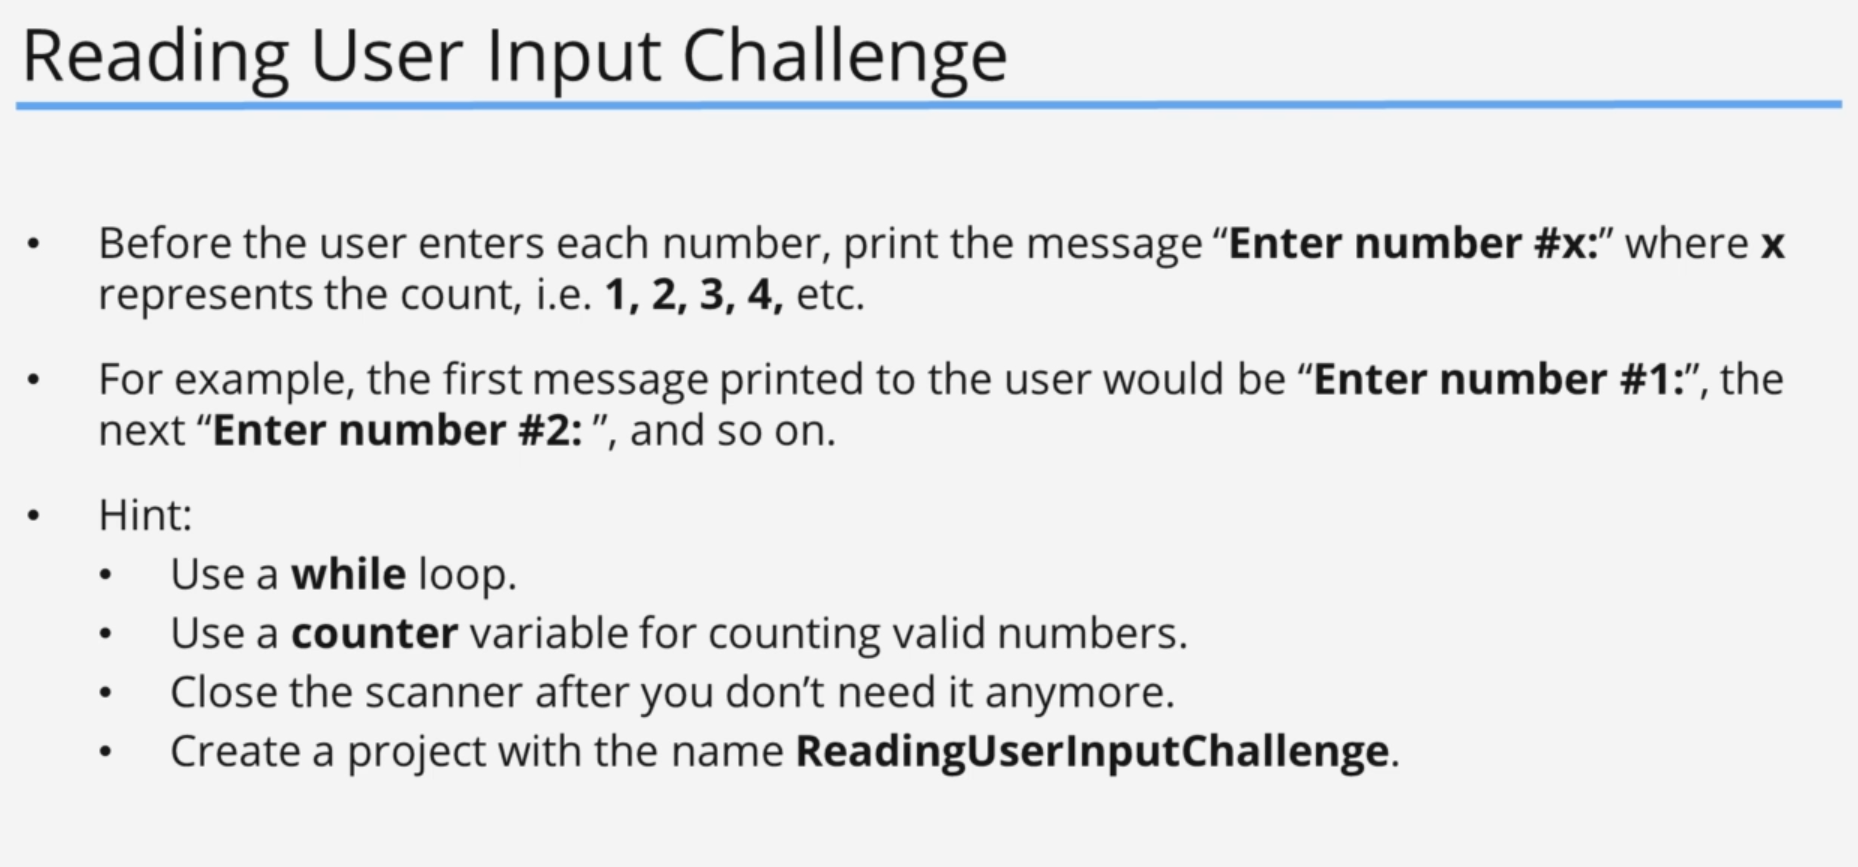 Reading User Input Challenge
• Before the user enters each number, print the message “Enter number #x:” where x
represents the count, i.e. 1, 2, 3, 4, etc.
• For example, the first message printed to the user would be “Enter number #1:”, the
next “Enter number #2: ”, and so on.
• Hint:
• Use a while loop.
• Use a counter variable for counting valid numbers.
• Close the scanner after you don’t need it anymore.
• Create a project with the name ReadingUserInputChallenge.